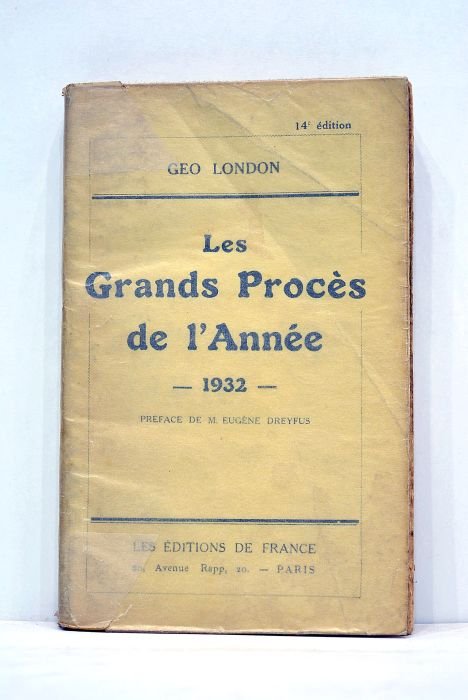 14e édition
GEO LONDON
Les
Grands Procès
de l'Année
— 1932 —
PRÉFACE DE M. EUGÈNE DREYFUS
LES ÉDITIONS DE FRANCE
20, Avenue Rapp, 20. — PARIS